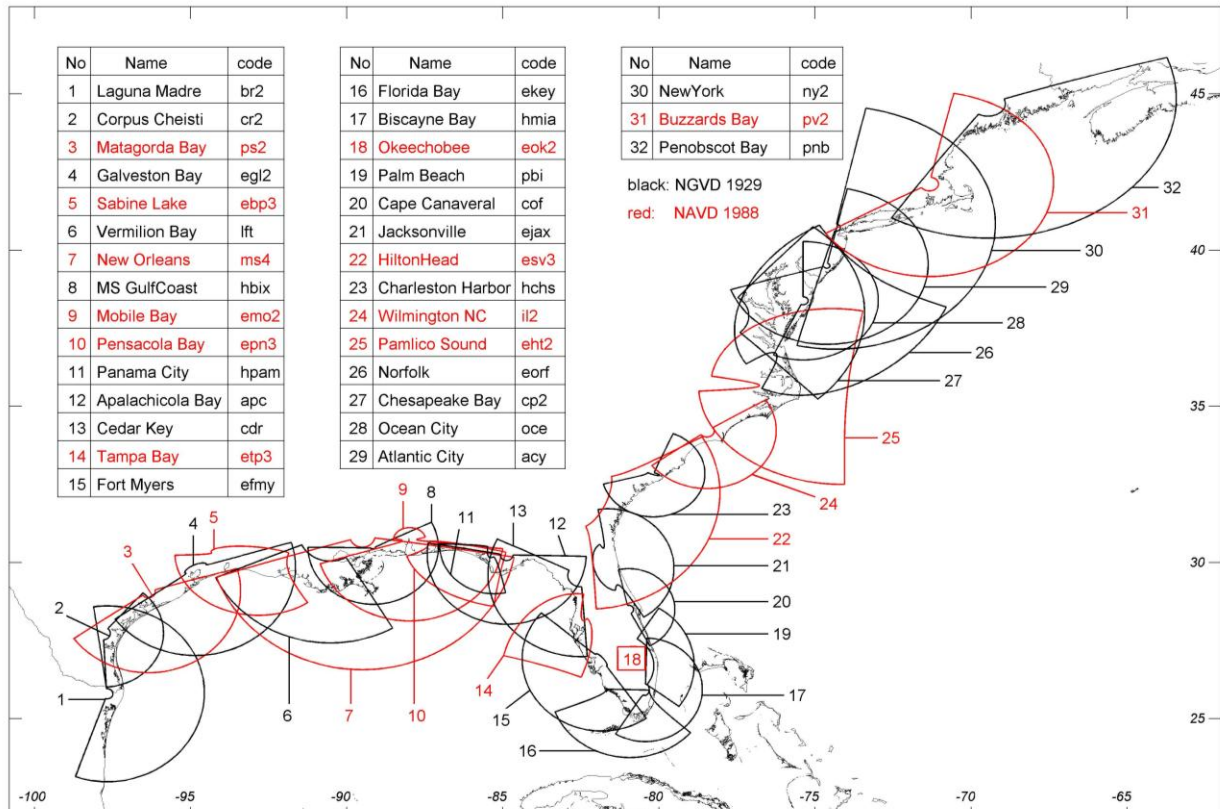 No Name code
1 Laguna Madre br2
2 Corpus Cheisti cr2
3 Matagorda Bay ps2
4 Galveston Bay egl2
5 Sabine Lake ebp3
6 Vermilion Bay lft
7 New Orleans ms4
8 MS GulfCoast hbix
9 Mobile Bay emo2
10 Pensacola Bay epn3
11 Panama City hpam
12 Apalachicola Bay apc
13 Cedar Key cdr
14 Tampa Bay etp3
15 Fort Myers efmy
No Name code
16 Florida Bay ekey
17 Biscayne Bay hmia
18 Okeechobee eok2
19 Palm Beach pbi
20 Cape Canaveral cof
21 Jacksonville ejax
22 HiltonHead esv3
23 Charleston Harbor hchs
24 Wilmington NC il2
25 Pamlico Sound eht2
26 Norfolk eorf
27 Chesapeake Bay cp2
28 Ocean City oce
29 Atlantic City acy
No Name code
30 NewYork ny2
31 Buzzards Bay pv2
32 Penobscot Bay pnb
black: NGVD 1929
red: NAVD 1988
45
40
35
30
25
32
31
30
29
28
26
27
25
24
23
22
21
20
19
18
17
16
15
14
13
12
11
10
9
8
7
6
5
4
3
2
1
-100 -95 -90 -85 -80 -75 -70 -65